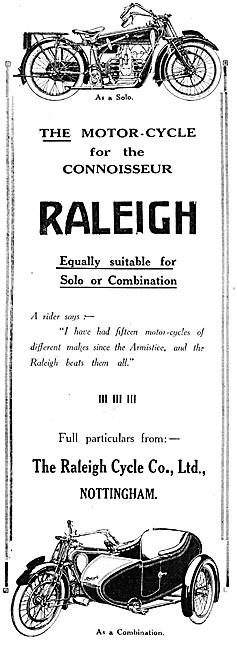 As a Solo.
THE MOTOR-CYCLE
for the
CONNOISSEUR
RALEIGH
Equally suitable for
Solo or Combination
A rider says :—
"I have had fifteen motor-cycles of
different makes since the Armistice, and the
Raleigh beats them all."
Full particulars from:—
The Raleigh Cycle Co., Ltd.,
NOTTINGHAM.
As a Combination.